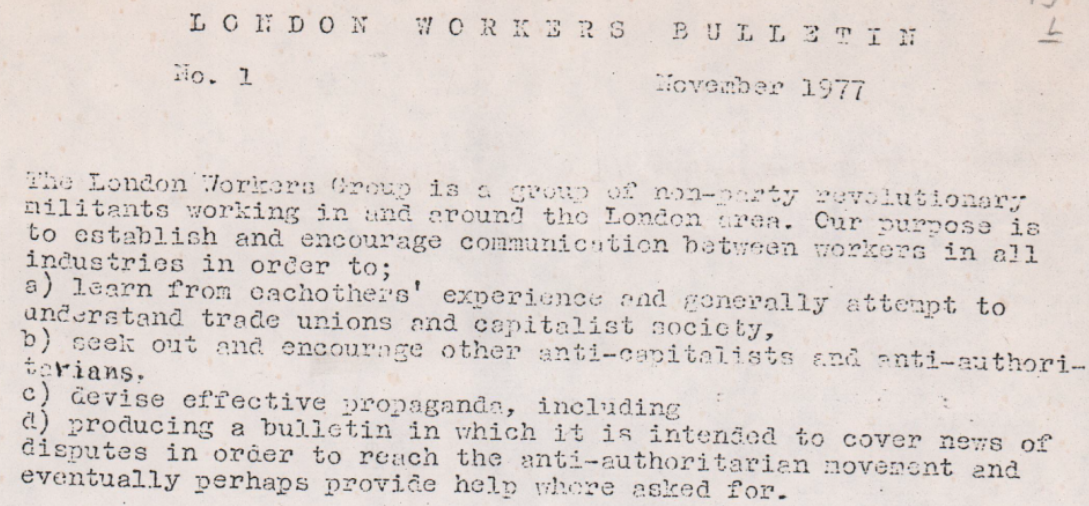 LONDON WORKERS BULLETIN
No. 1 November 1977
The London Workers Group is a group of non-party revolutionary
militants working in and around the London area. Our purpose is
to establish and encourage communication between workers in all
industries in order to;
a) learn from eachothers' experience and generally attempt to
understand trade unions and capitalist society,
b) seek out and encourage other anti-capitalists and anti-authori-
tarians.
c) devise effective propaganda, including
d) producing a bulletin in which it is intended to cover news of
disputes in order to reach the anti-authoritarian movement and
eventually perhaps provide help where asked for.